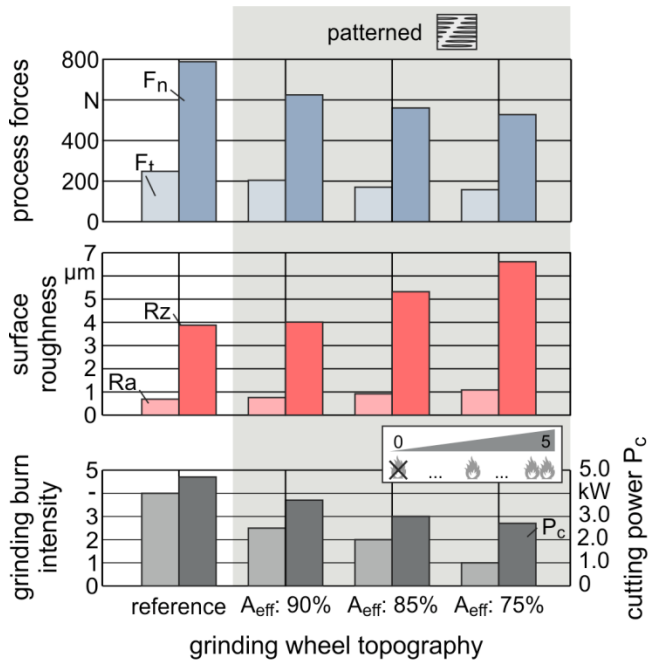 patterned
process forces
800
N
400
200
0
Fn
Ft
surface
roughness
7
µm
5
4
3
2
1
0
Rz
Ra
grinding burn
intensity
5
-
3
2
1
0
0 5
... ...
5.0
kW
3.0
2.0
1.0
0
cutting power Pc
Pc
reference Aeff: 90% Aeff: 85% Aeff: 75%
grinding wheel topography